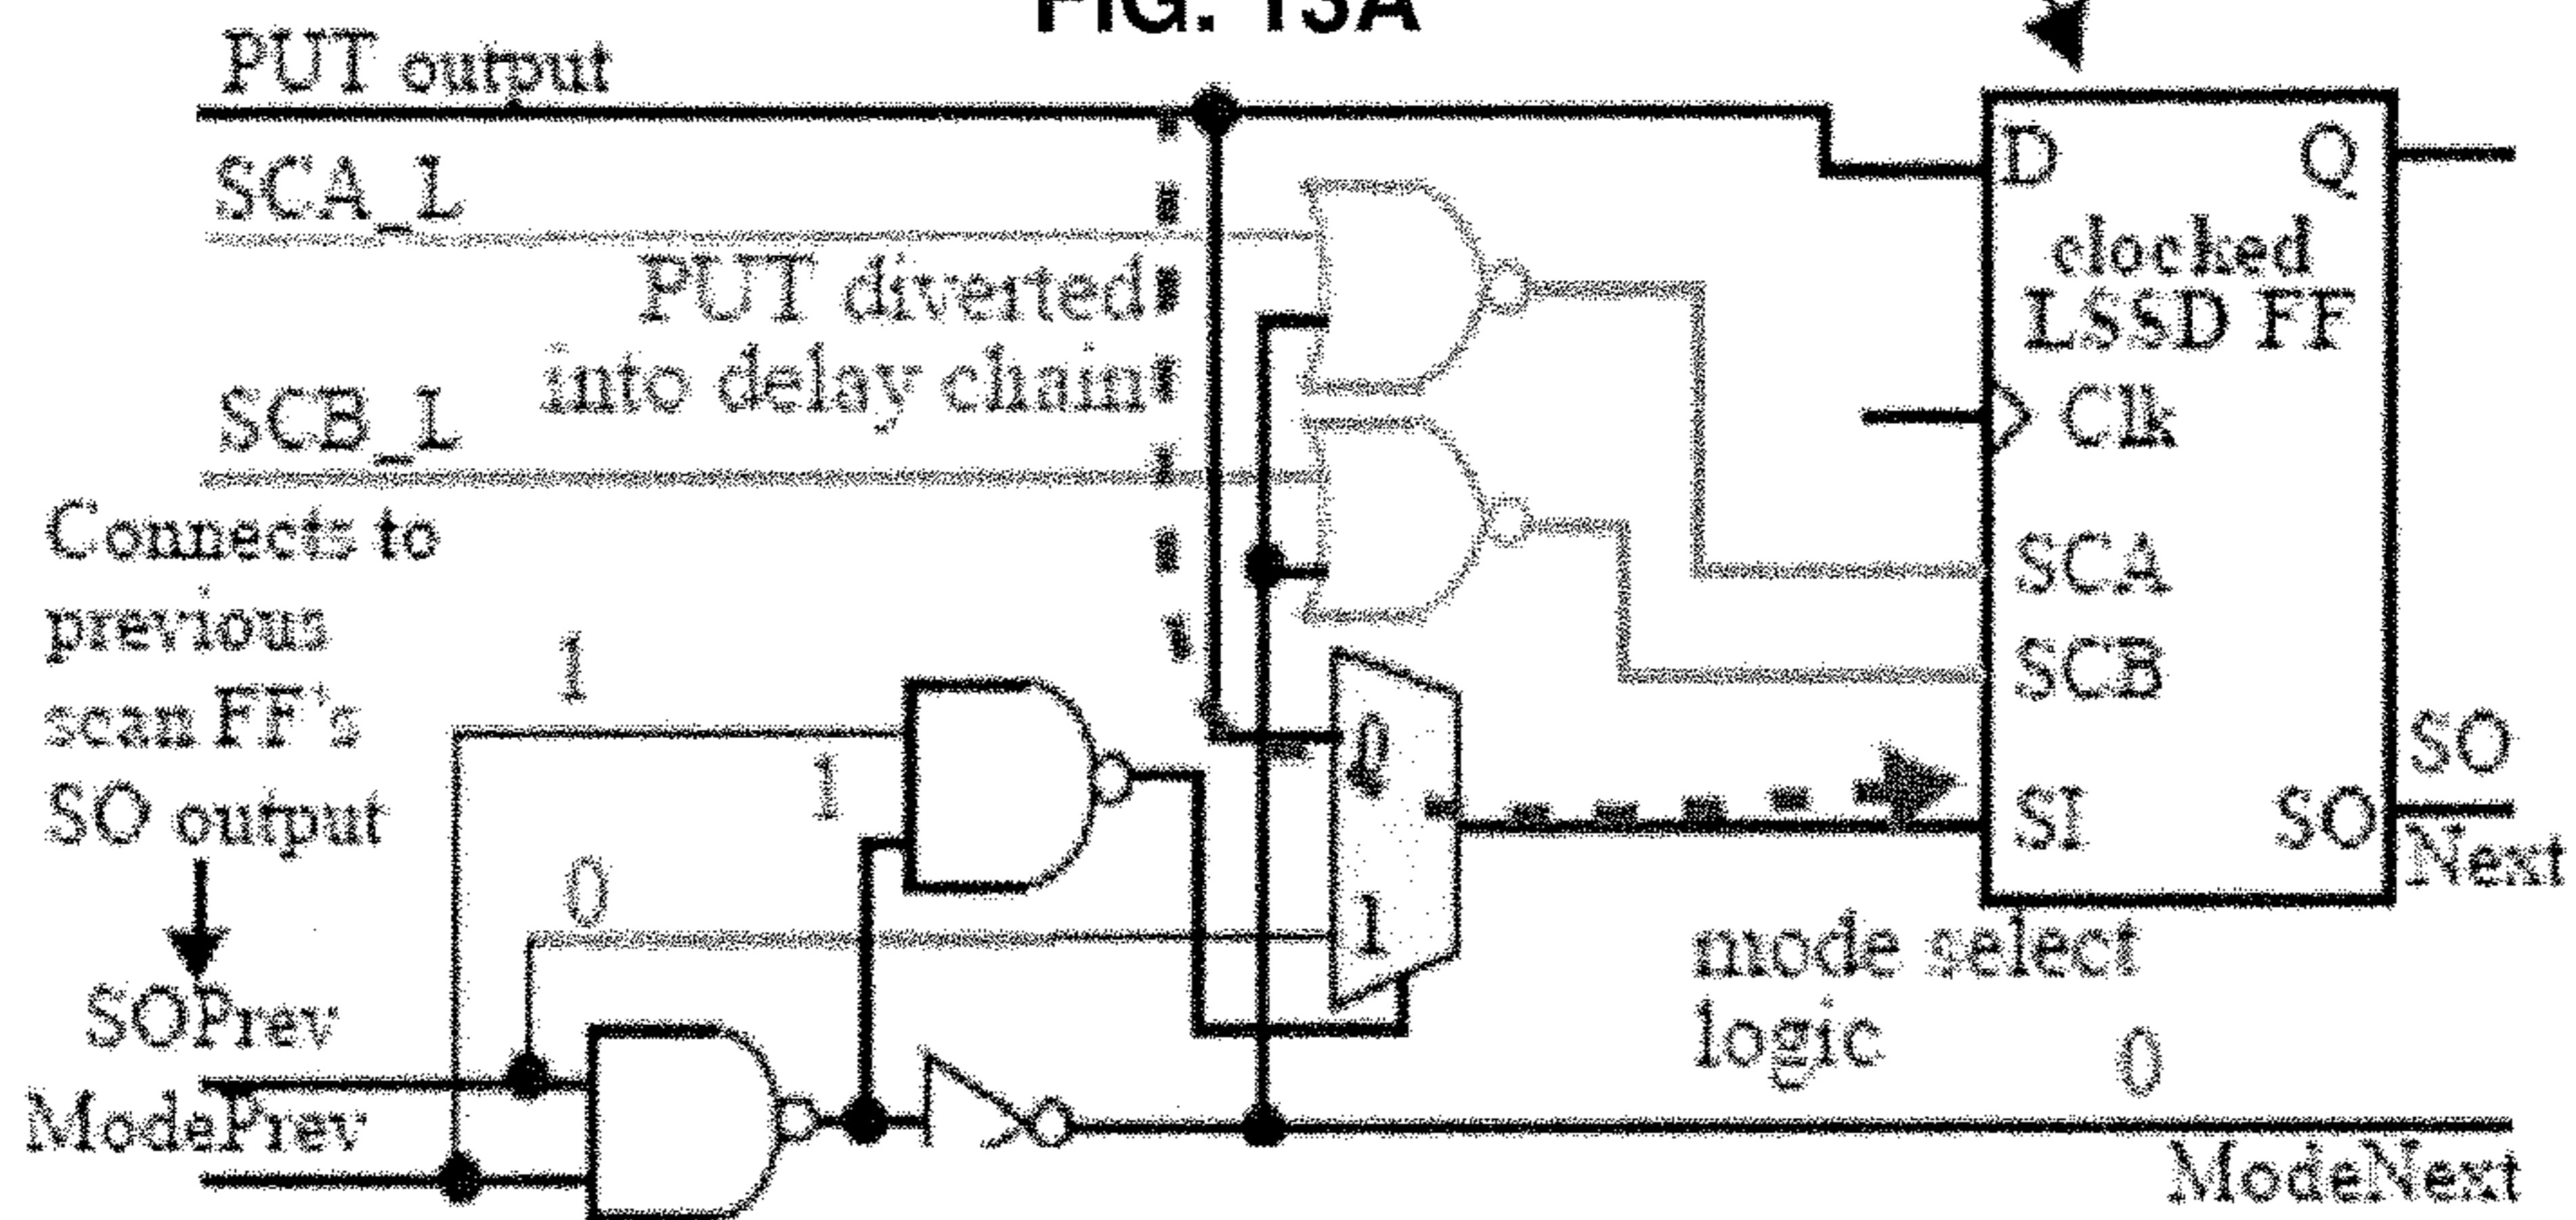 FIG. 13A
PUT output
SCA_L
PUT diverted
into delay chain
SCB_L
Connects to
previous
scan FF's
SO output
SOPrev
ModePrev
1
1
0
0
1
D
Q
clocked
LSSD FF
Clk
SCA
SCB
SI
SO
SO
Next
mode select
logic
0
ModeNext